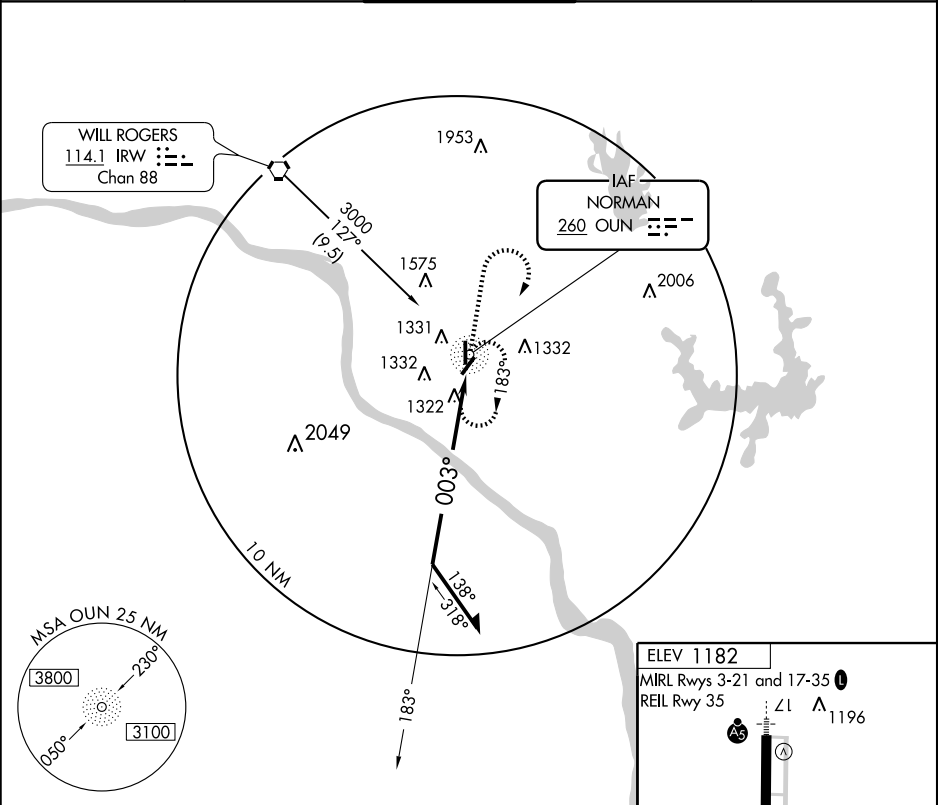 WILL ROGERS
114.1 IRW
Chan 88
1953
IAF
NORMAN
260 OUN
3000
127°
(9.5)
1575
2006
1331
1332
1332
183°
1322
2049
003°
10 NM
138°
318°
183°
MSA OUN 25 NM
3800
230°
050°
3100
ELEV 1182
MIRL Rwys 3-21 and 17-35 L
REIL Rwy 35
17
1196
A5